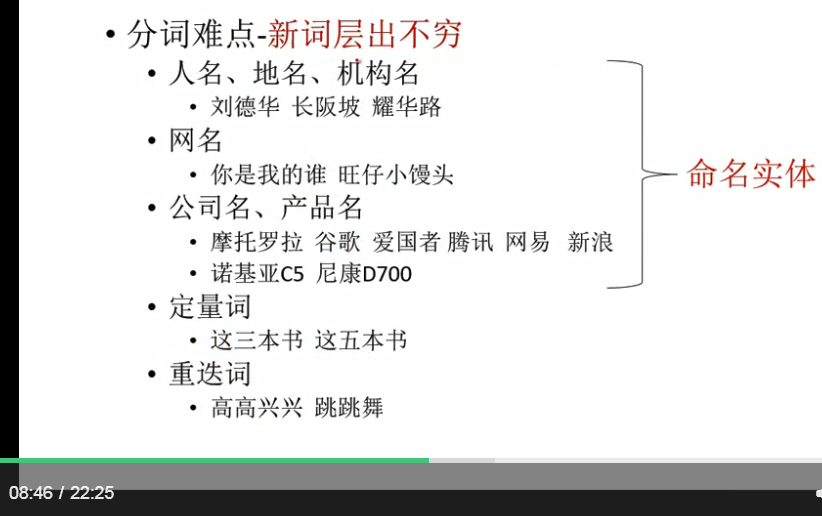 • 分词难点-新词层出不穷
• 人名、地名、机构名
• 刘德华 长阪坡 耀华路
• 网名
• 你是我的谁 旺仔小馒头
• 公司名、产品名
• 摩托罗拉 谷歌 爱国者 腾讯 网易 新浪
• 诺基亚C5 尼康D700
命名实体
• 定量词
• 这三本书 这五本书
• 重迭词
• 高高兴兴 跳跳舞
08:46 / 22:25